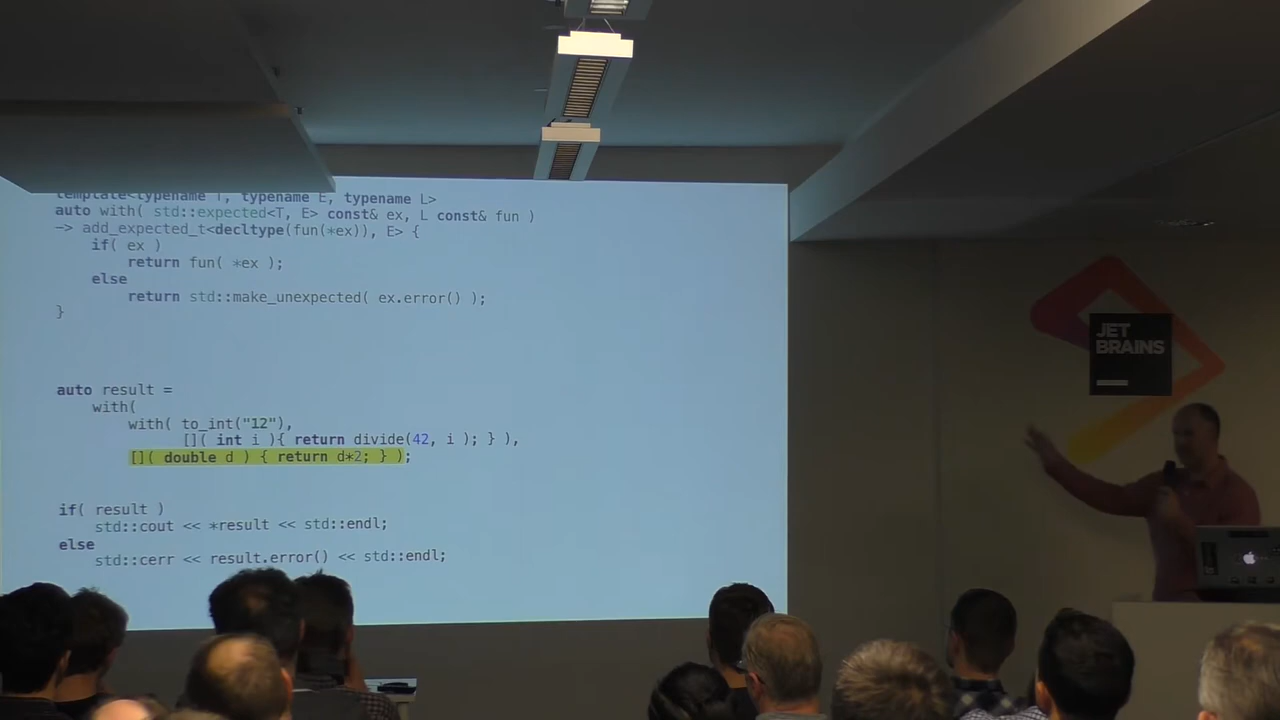 template<typename T, typename E, typename L>
auto with( std::expected<T, E> const& ex, L const& fun )
-> add_expected_t<decltype(fun(*ex)), E> {
if( ex )
return fun( *ex );
else
return std::make_unexpected( ex.error() );
}
auto result =
with(
with( to_int("12"),
[]( int i ){ return divide(42, i ); } ),
[]( double d ) { return d*2; } );
if( result )
std::cout << *result << std::endl;
else
std::cerr << result.error() << std::endl;
JET
BRAINS